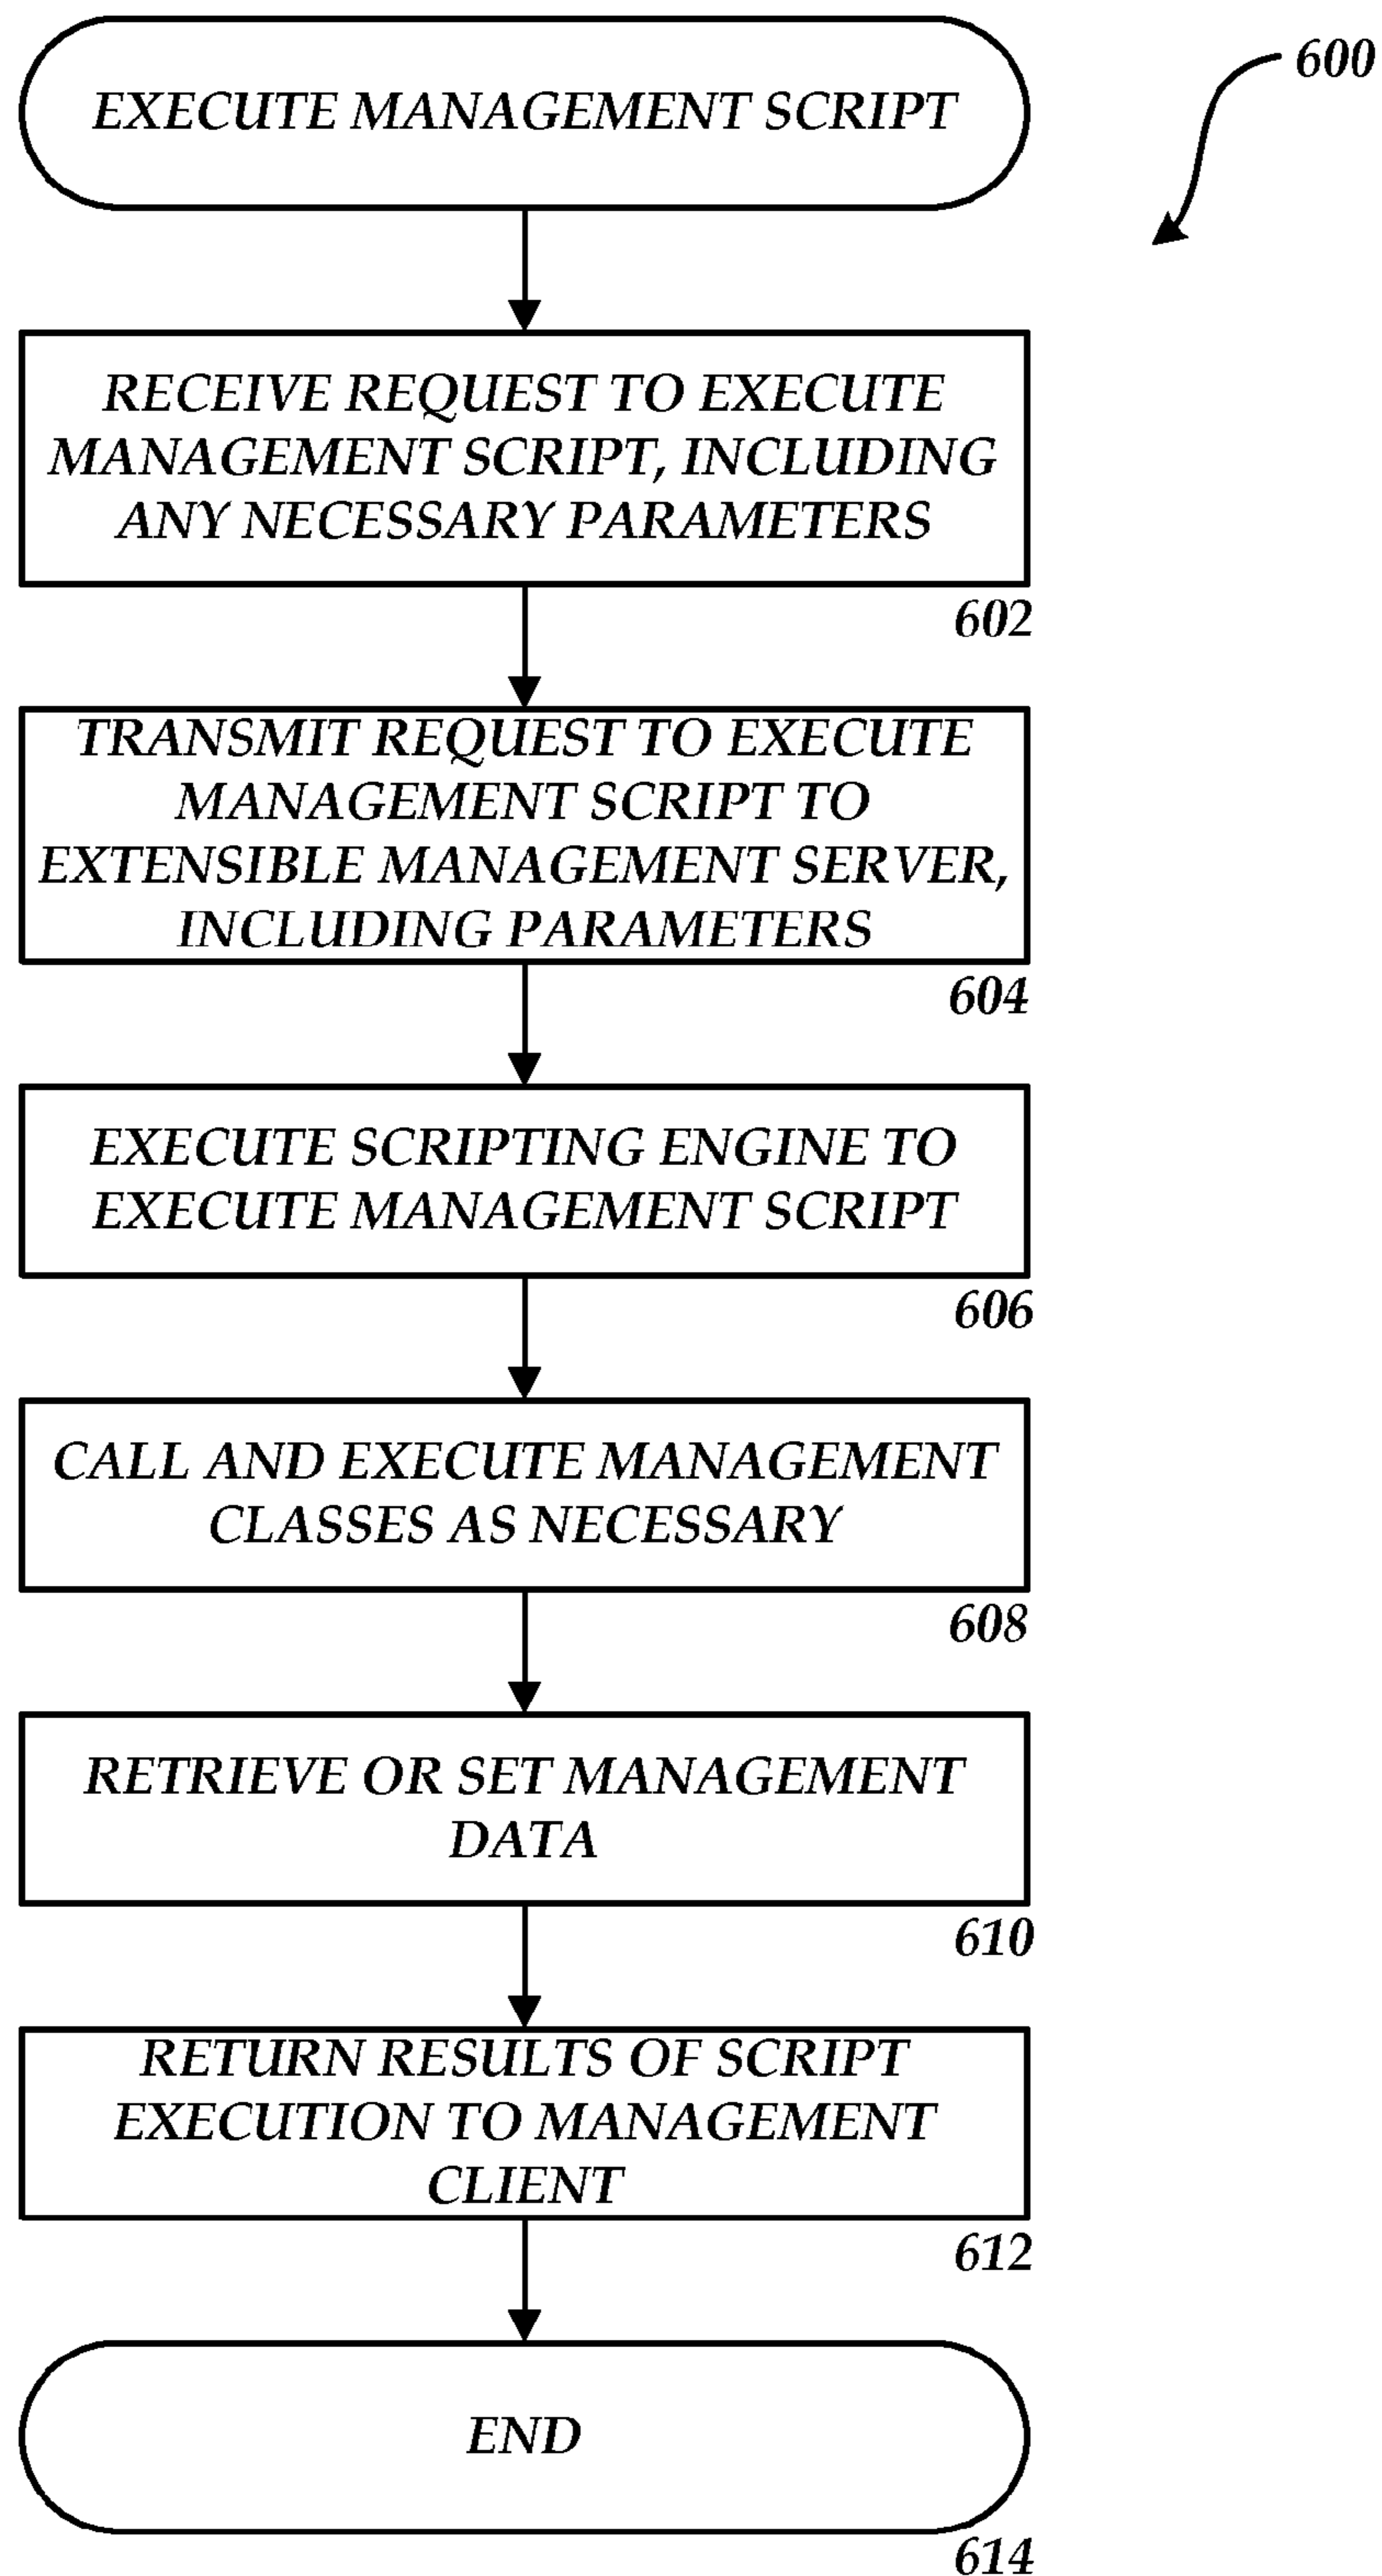 EXECUTE MANAGEMENT SCRIPT
600
RECEIVE REQUEST TO EXECUTE
MANAGEMENT SCRIPT, INCLUDING
ANY NECESSARY PARAMETERS
602
TRANSMIT REQUEST TO EXECUTE
MANAGEMENT SCRIPT TO
EXTENSIBLE MANAGEMENT SERVER,
INCLUDING PARAMETERS
604
EXECUTE SCRIPTING ENGINE TO
EXECUTE MANAGEMENT SCRIPT
606
CALL AND EXECUTE MANAGEMENT
CLASSES AS NECESSARY
608
RETRIEVE OR SET MANAGEMENT
DATA
610
RETURN RESULTS OF SCRIPT
EXECUTION TO MANAGEMENT
CLIENT
612
END
614